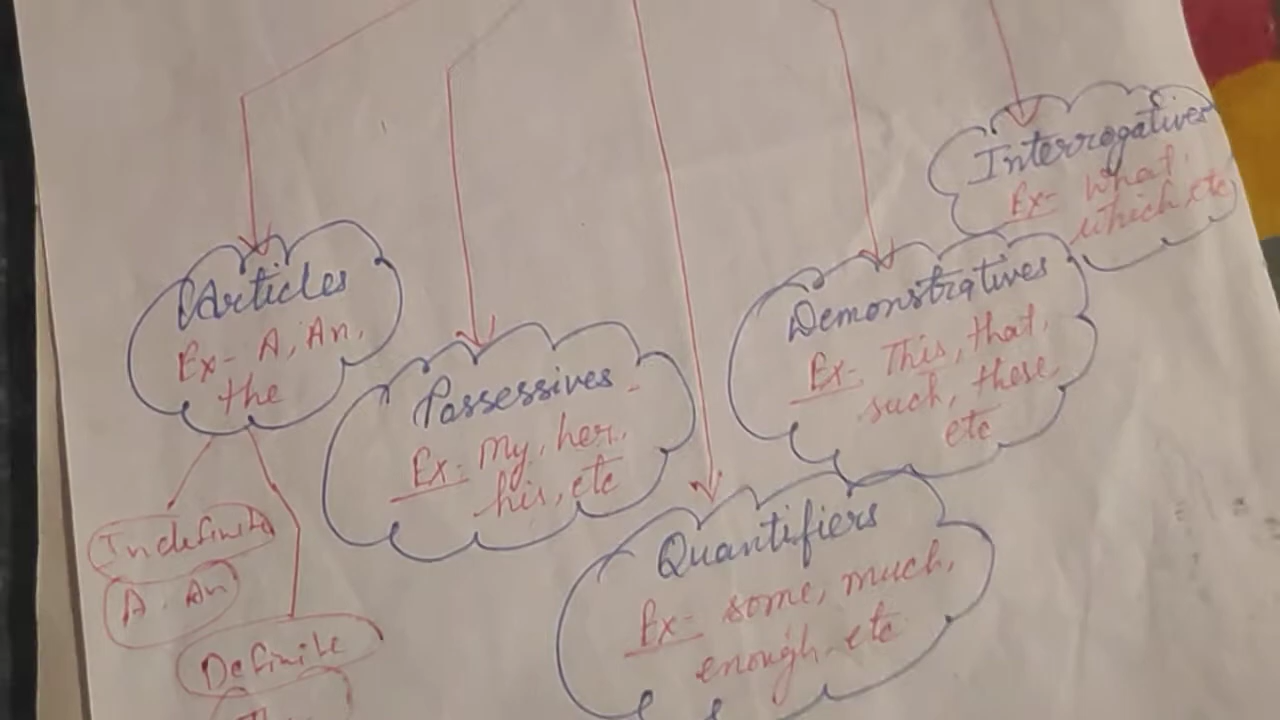 Articles
Ex- A, An,
the
Indefinite
A. An
Definite
Possessives
Ex- My, her,
his, etc
Quantifiers
Ex- some, much,
enough, etc
Demonstratives
Ex- This, that,
such, these,
etc
Interrogatives
Ex- what,
which, etc